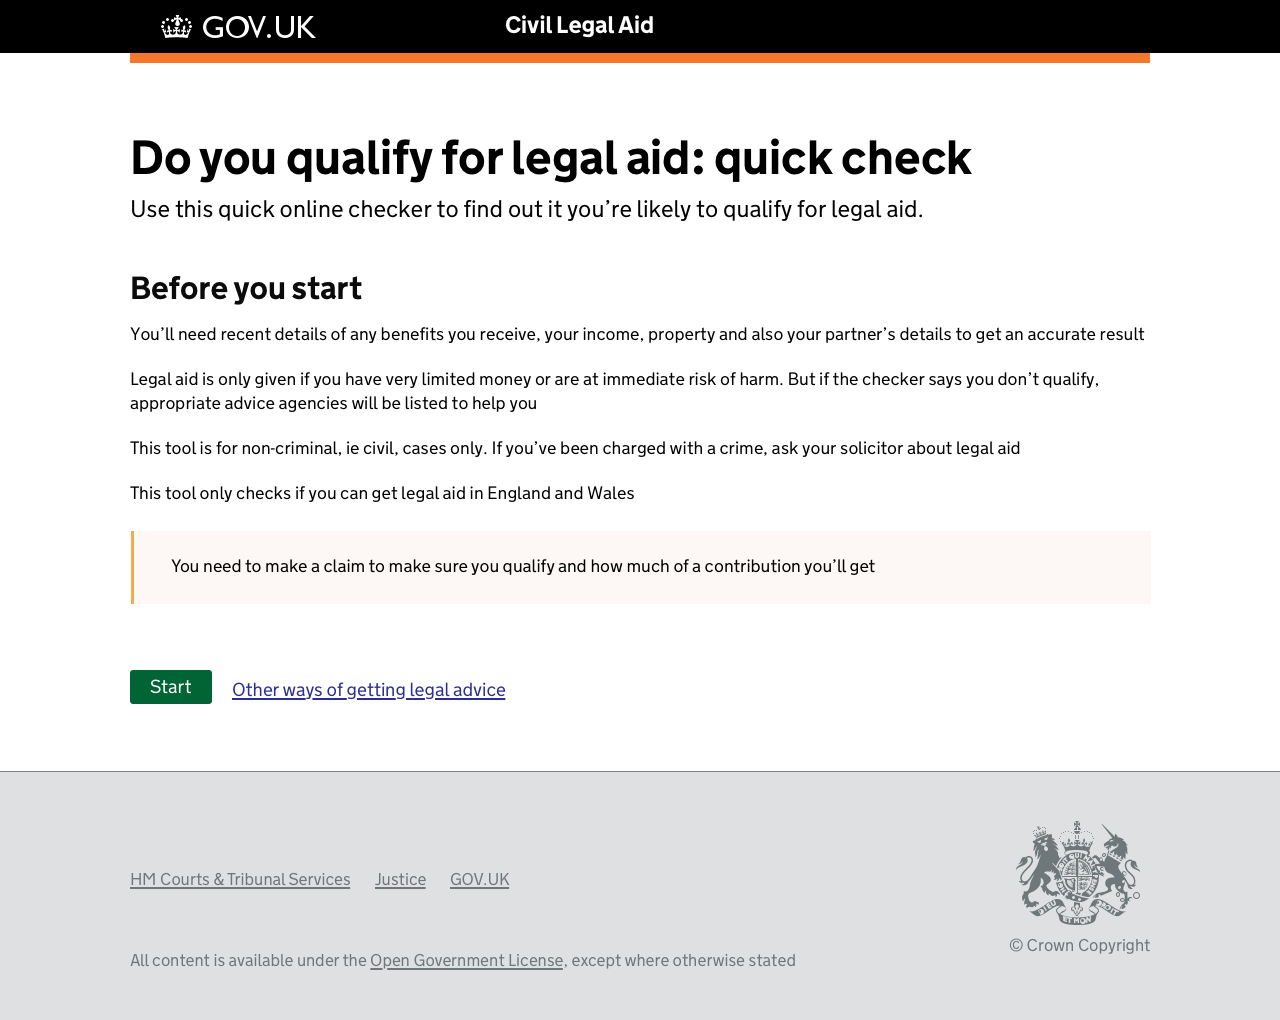 GOV.UK
Civil Legal Aid
Do you qualify for legal aid: quick check
Use this quick online checker to find out it you’re likely to qualify for legal aid.
Before you start
You’ll need recent details of any benefits you receive, your income, property and also your partner’s details to get an accurate result
Legal aid is only given if you have very limited money or are at immediate risk of harm. But if the checker says you don’t qualify,
appropriate advice agencies will be listed to help you
This tool is for non-criminal, ie civil, cases only. If you’ve been charged with a crime, ask your solicitor about legal aid
This tool only checks if you can get legal aid in England and Wales
You need to make a claim to make sure you qualify and how much of a contribution you’ll get
Start
Other ways of getting legal advice
HM Courts & Tribunal Services
Justice
GOV.UK
© Crown Copyright
All content is available under the Open Government License, except where otherwise stated